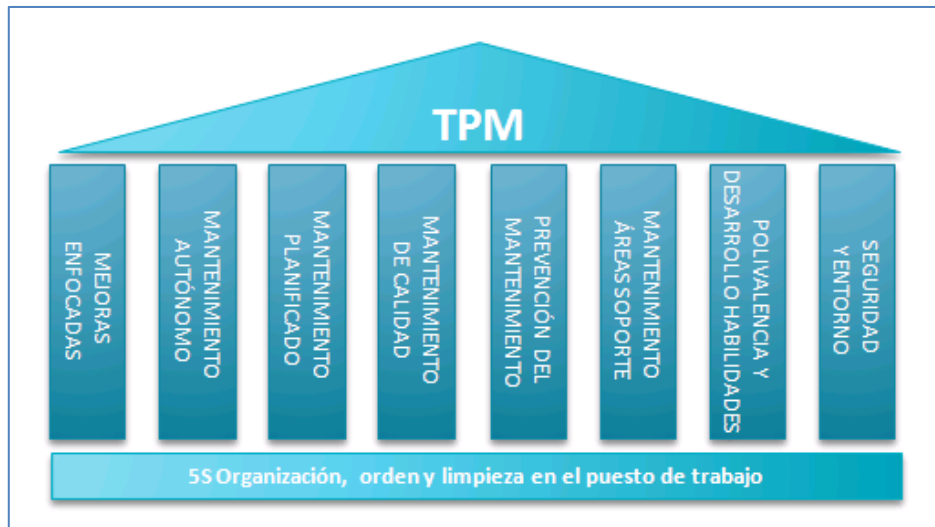 TPM
MEJORAS
ENFOCADAS
MANTENIMIENTO
AUTÓNOMO
MANTENIMIENTO
PLANIFICADO
MANTENIMIENTO
DE CALIDAD
PREVENCIÓN DEL
MANTENIMIENTO
MANTENIMIENTO
ÁREAS SOPORTE
POLIVALENCIA Y
DESARROLLO HABILIDADES
SEGURIDAD
Y ENTORNO
5S Organización, orden y limpieza en el puesto de trabajo